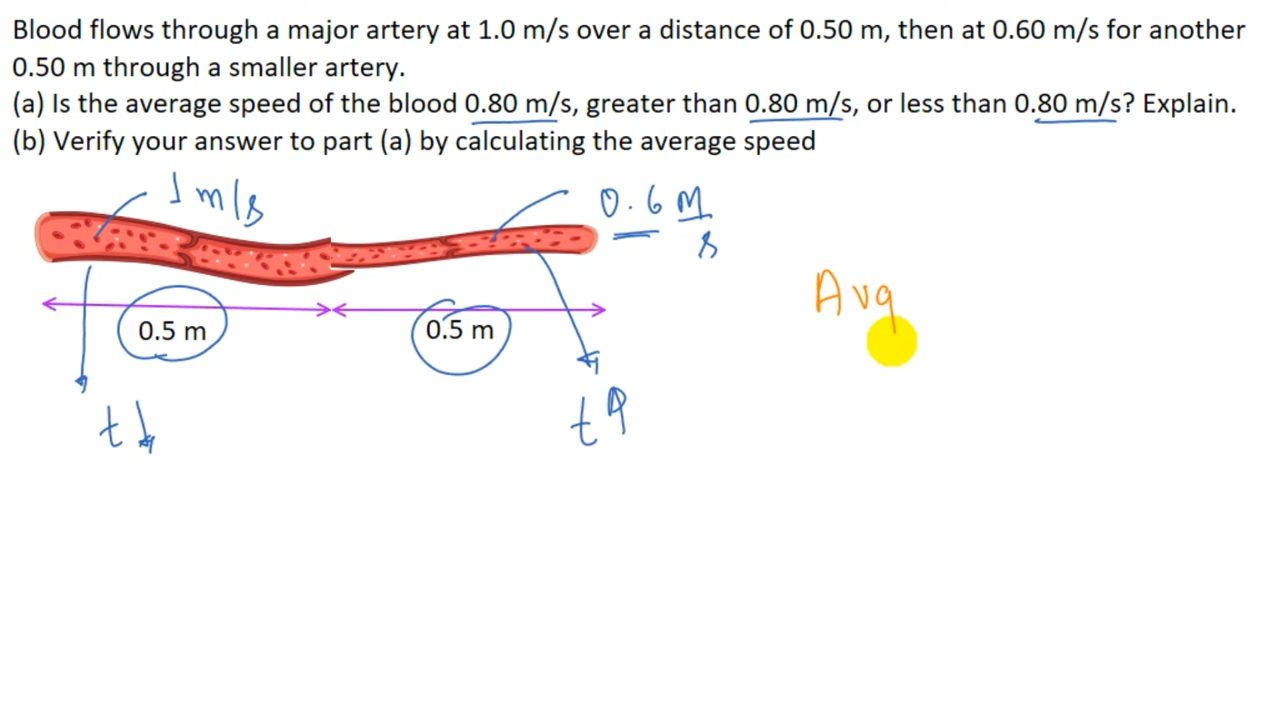 Blood flows through a major artery at 1.0 m/s over a distance of 0.50 m, then at 0.60 m/s for another
0.50 m through a smaller artery.
(a) Is the average speed of the blood 0.80 m/s, greater than 0.80 m/s, or less than 0.80 m/s? Explain.
(b) Verify your answer to part (a) by calculating the average speed
1 m/s
0.6 m/s
Avg
0.5 m
0.5 m
t↓
t↑